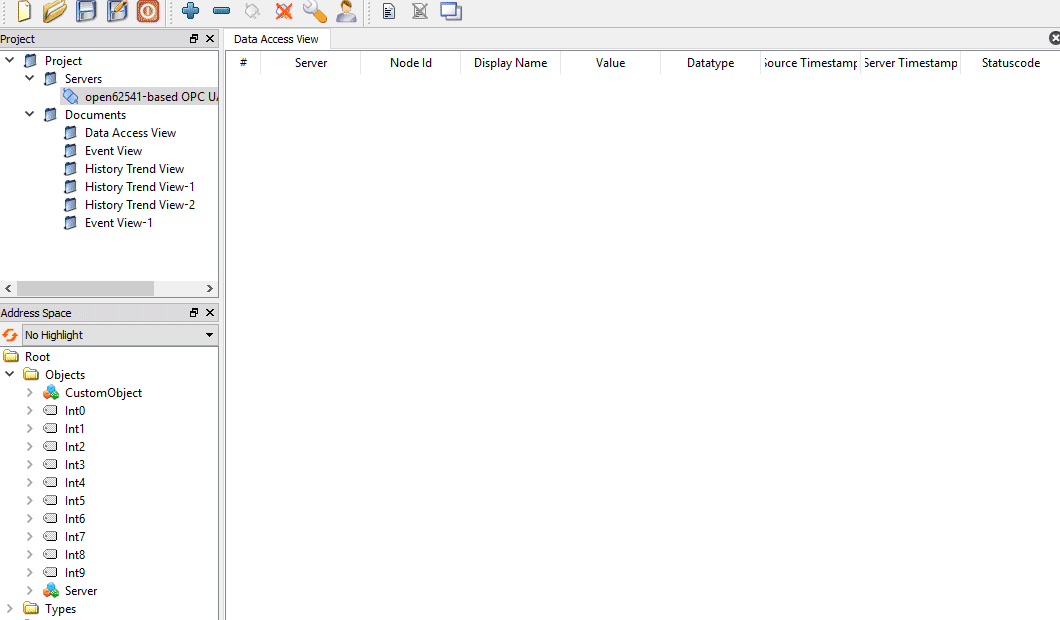 Project
Project
Servers
open62541-based OPC U
Documents
Data Access View
Event View
History Trend View
History Trend View-1
History Trend View-2
Event View-1
Address Space
No Highlight
Root
Objects
CustomObject
Int0
Int1
Int2
Int3
Int4
Int5
Int6
Int7
Int8
Int9
Server
Types
Data Access View
# Server Node Id Display Name Value Datatype Source Timestamp Server Timestamp Statuscode